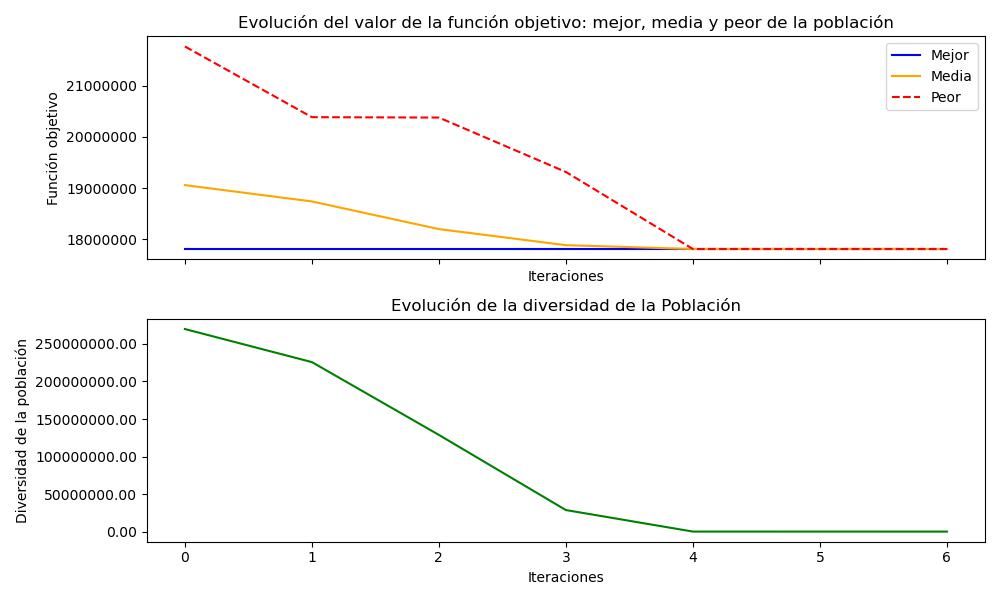 Evolución del valor de la función objetivo: mejor, media y peor de la población
Función objetivo
21000000
20000000
19000000
18000000
Mejor
Media
Peor
Iteraciones
Evolución de la diversidad de la Población
Diversidad de la población
250000000.00
200000000.00
150000000.00
100000000.00
50000000.00
0.00
0 1 2 3 4 5 6
Iteraciones